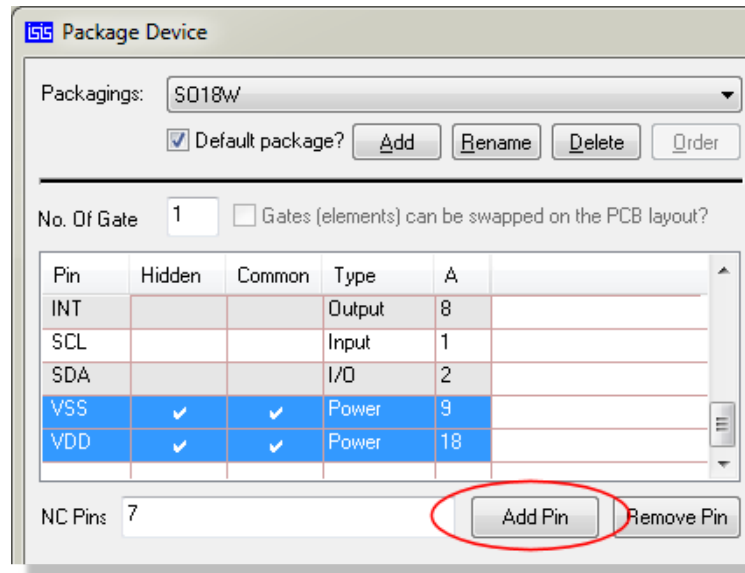 isis Package Device
Packagings: SO18W
Default package? Add Rename Delete Order
No. Of Gate 1 Gates (elements) can be swapped on the PCB layout?
Pin Hidden Common Type A
INT Output 8
SCL Input 1
SDA I/O 2
VSS Power 9
VDD Power 18
NC Pins 7 Add Pin Remove Pin